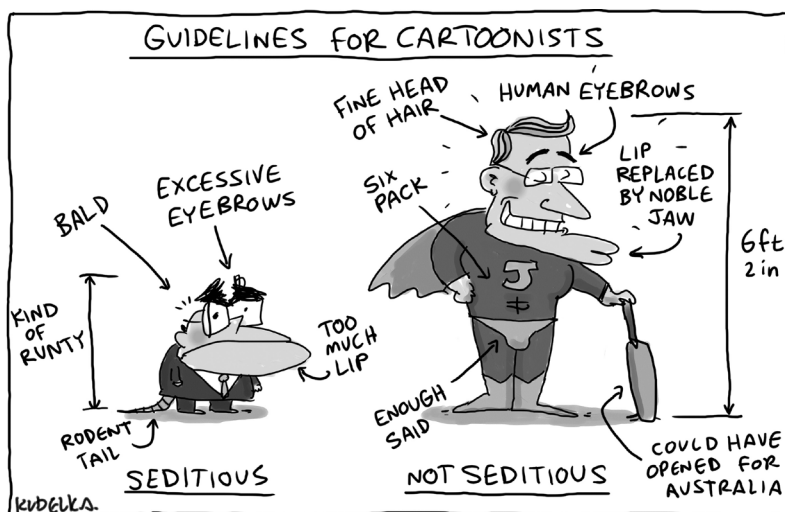 GUIDELINES FOR CARTOONISTS
BALD
EXCESSIVE
EYEBROWS
KIND
OF
RUNTY
TOO
MUCH
LIP
RODENT
TAIL
SEDITIOUS
FINE HEAD
OF HAIR
HUMAN EYEBROWS
SIX
PACK
LIP
REPLACED
BY NOBLE
JAW
6ft
2in
J
ENOUGH
SAID
COULD HAVE
OPENED FOR
AUSTRALIA
NOT SEDITIOUS
KUDELKA.